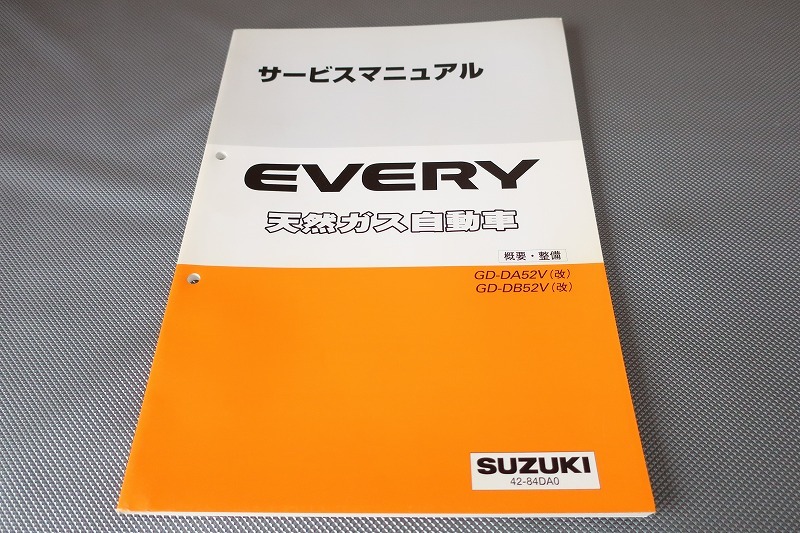 サービスマニュアル
EVERY
天然ガス自動車
概要・整備
GD-DA52V(改)
GD-DB52V(改)
SUZUKI
42-84DA0